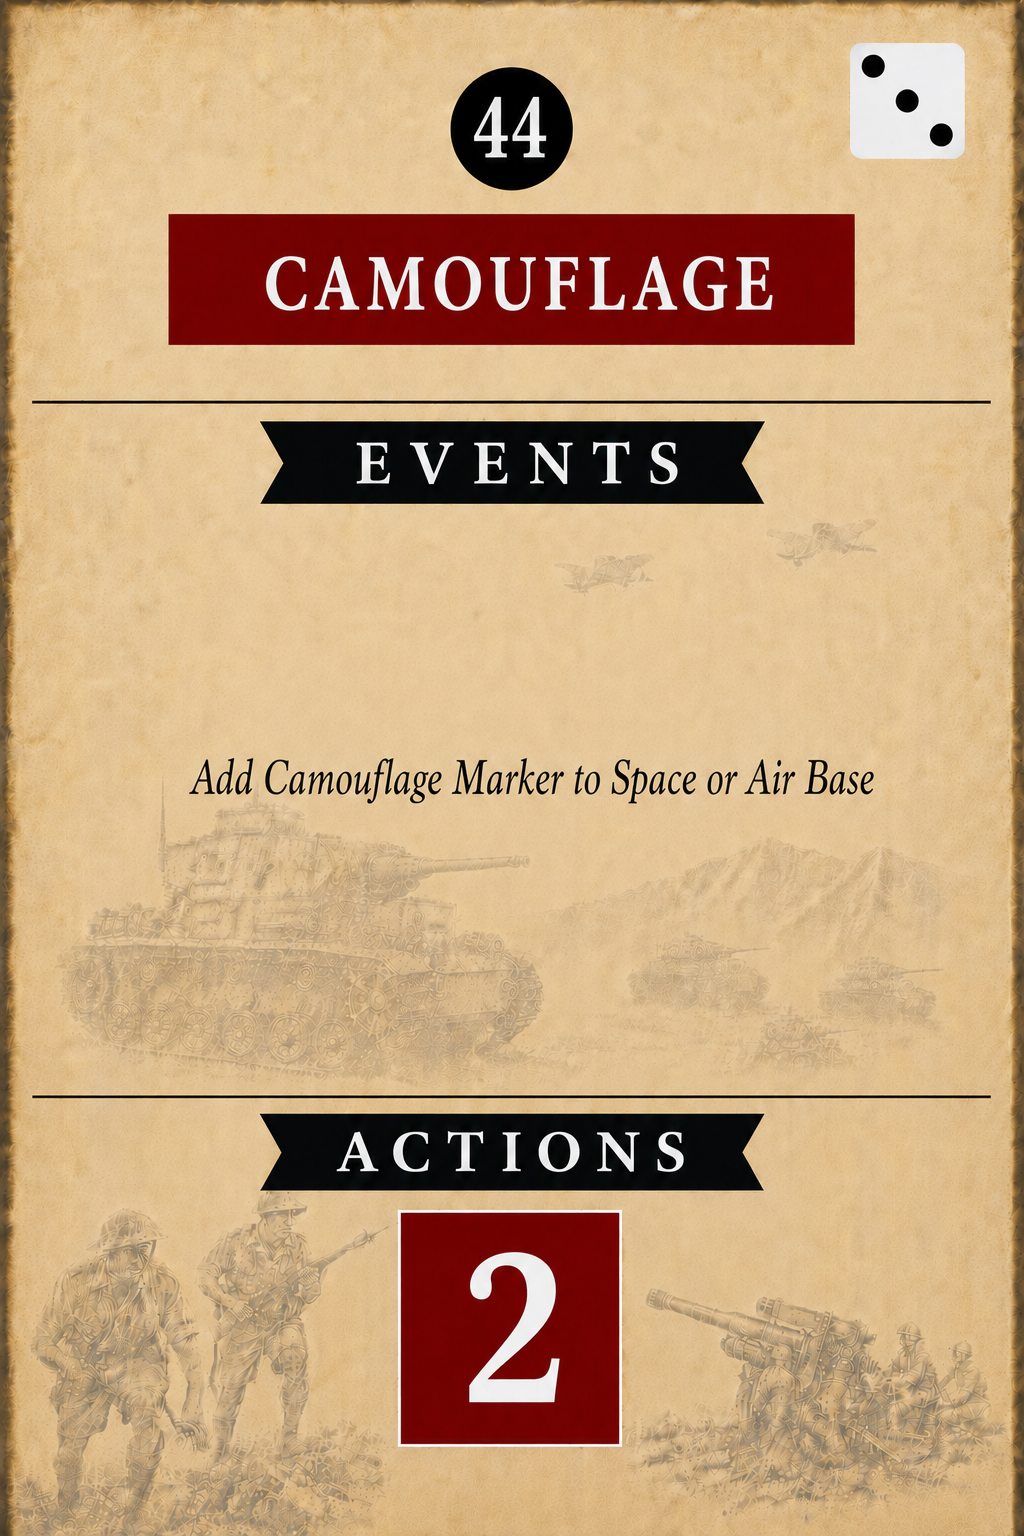 44
CAMOUFLAGE
EVENTS
Add Camouflage Marker to Space or Air Base
ACTIONS
2